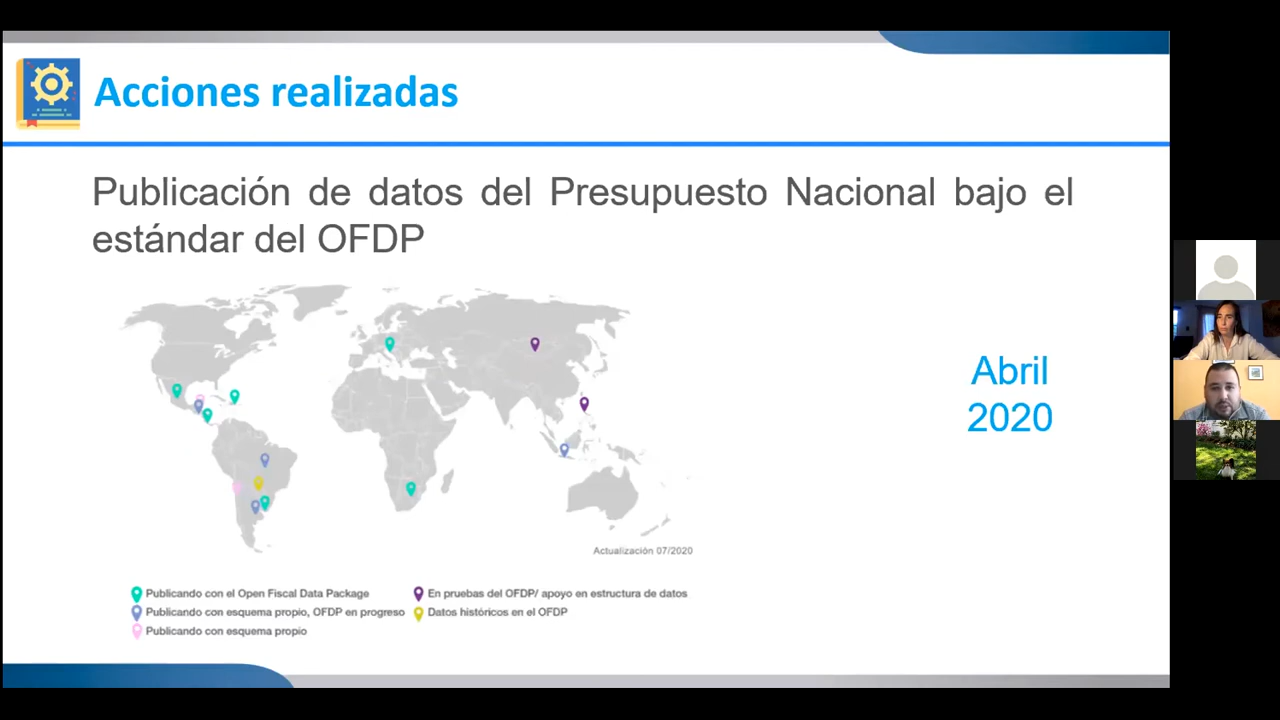 Acciones realizadas
Publicación de datos del Presupuesto Nacional bajo el
estándar del OFDP
Abril
2020
Actualización 07/2020
Publicando con el Open Fiscal Data Package
En pruebas del OFDP/ apoyo en estructura de datos
Publicando con esquema propio, OFDP en progreso
Datos históricos en el OFDP
Publicando con esquema propio